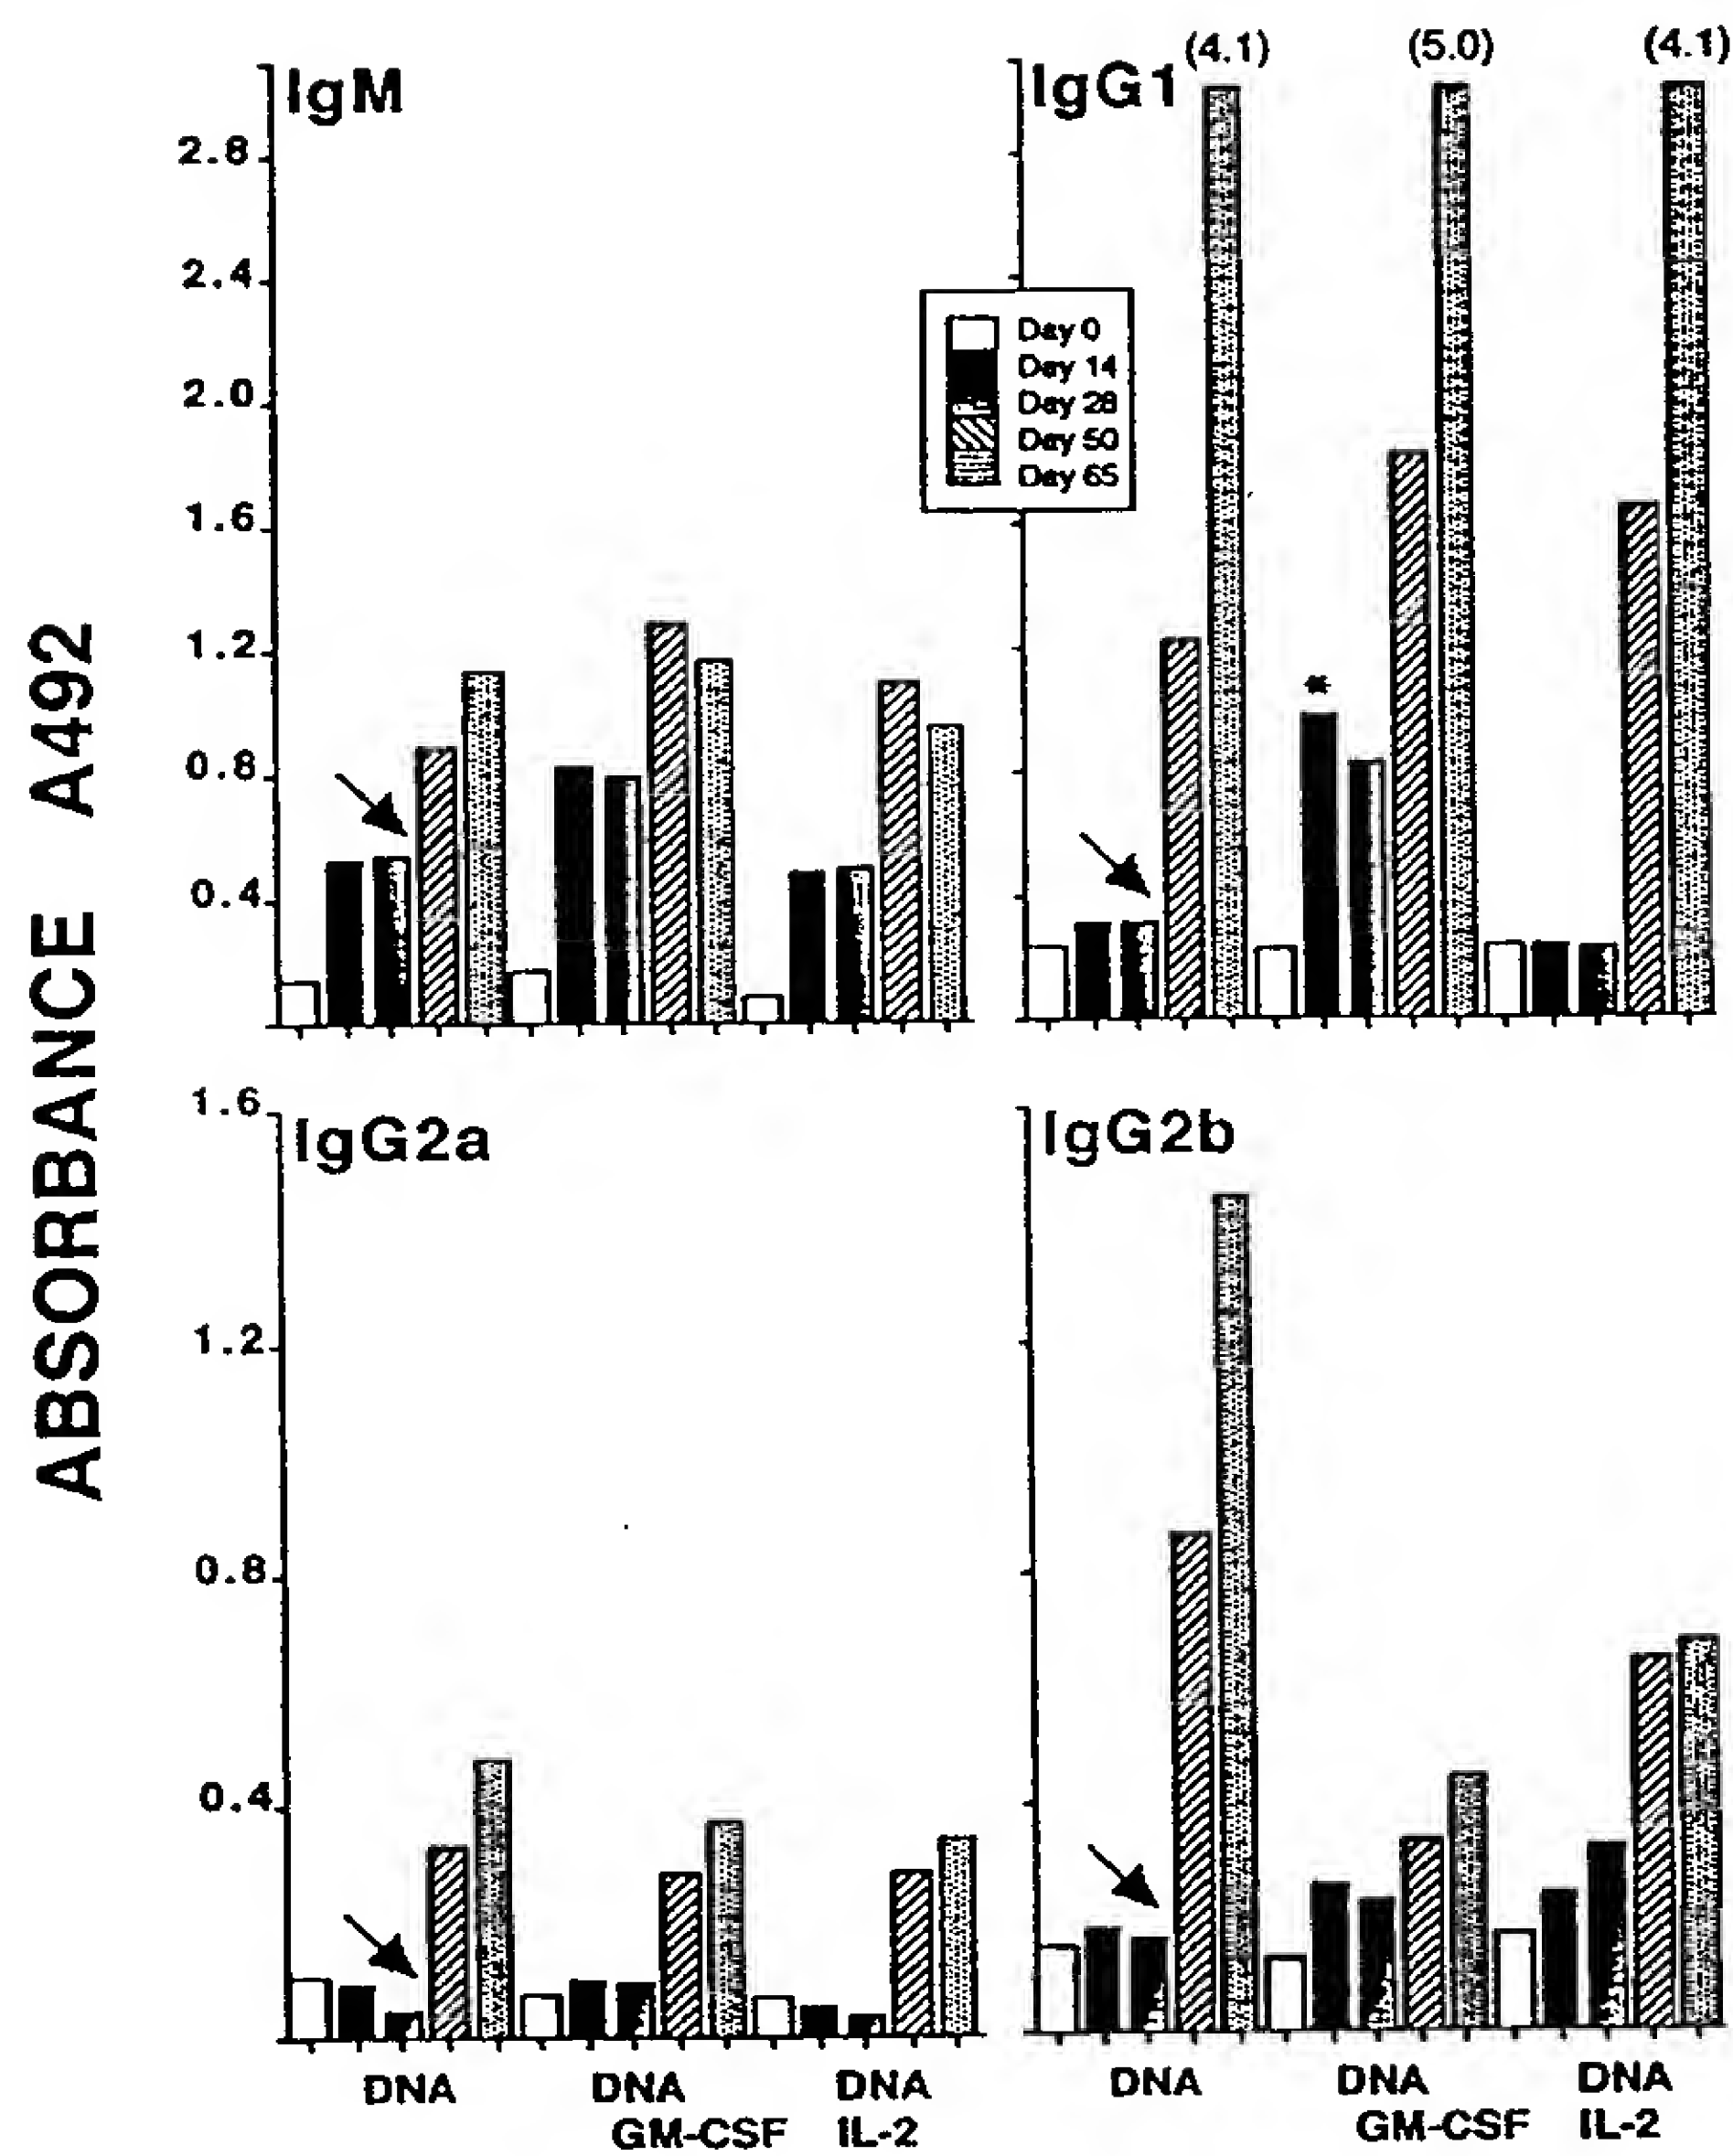 ABSORBANCE A492
IgM
2.8
2.4
2.0
1.6
1.2
0.8
0.4
IgG1
(4.1)
(5.0)
(4.1)
*
Day 0
Day 14
Day 28
Day 50
Day 65
IgG2a
1.6
1.2
0.8
0.4
IgG2b
DNA
DNA
GM-CSF
DNA
IL-2
DNA
DNA
GM-CSF
DNA
IL-2